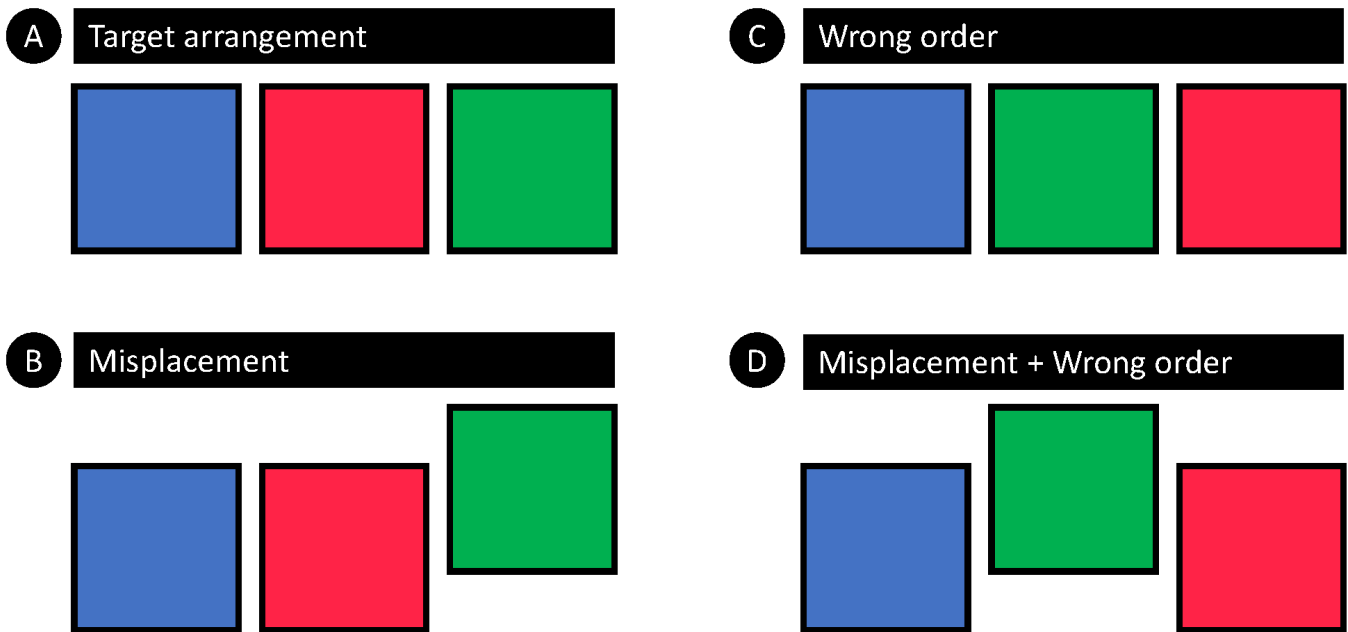 A Target arrangement
C Wrong order
B Misplacement
D Misplacement + Wrong order